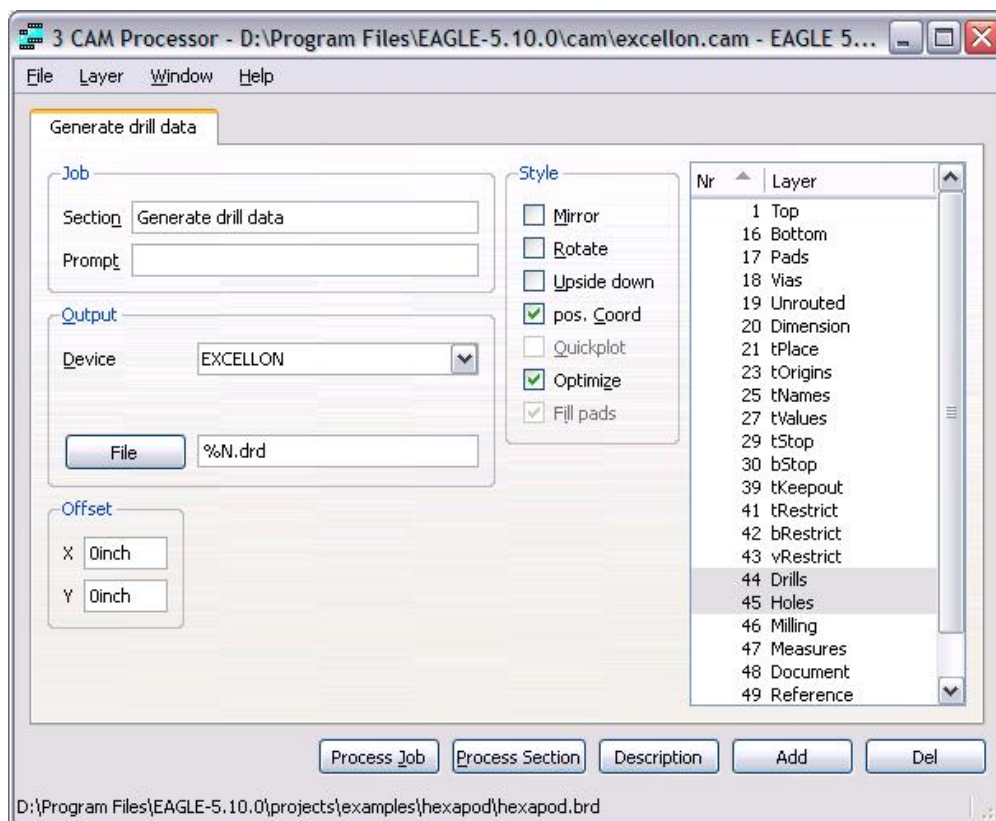 3 CAM Processor - D:\Program Files\EAGLE-5.10.0\cam\excellon.cam - EAGLE 5...
File Layer Window Help
Generate drill data
Job
Section Generate drill data
Prompt
Output
Device EXCELLON
File %N.drd
Offset
X 0inch
Y 0inch
Style
Mirror
Rotate
Upside down
pos. Coord
Quickplot
Optimize
Fill pads
Nr Layer
1 Top
16 Bottom
17 Pads
18 Vias
19 Unrouted
20 Dimension
21 tPlace
23 tOrigins
25 tNames
27 tValues
29 tStop
30 bStop
39 tKeepout
41 tRestrict
42 bRestrict
43 vRestrict
44 Drills
45 Holes
46 Milling
47 Measures
48 Document
49 Reference
Process Job Process Section Description Add Del
D:\Program Files\EAGLE-5.10.0\projects\examples\hexapod\hexapod.brd